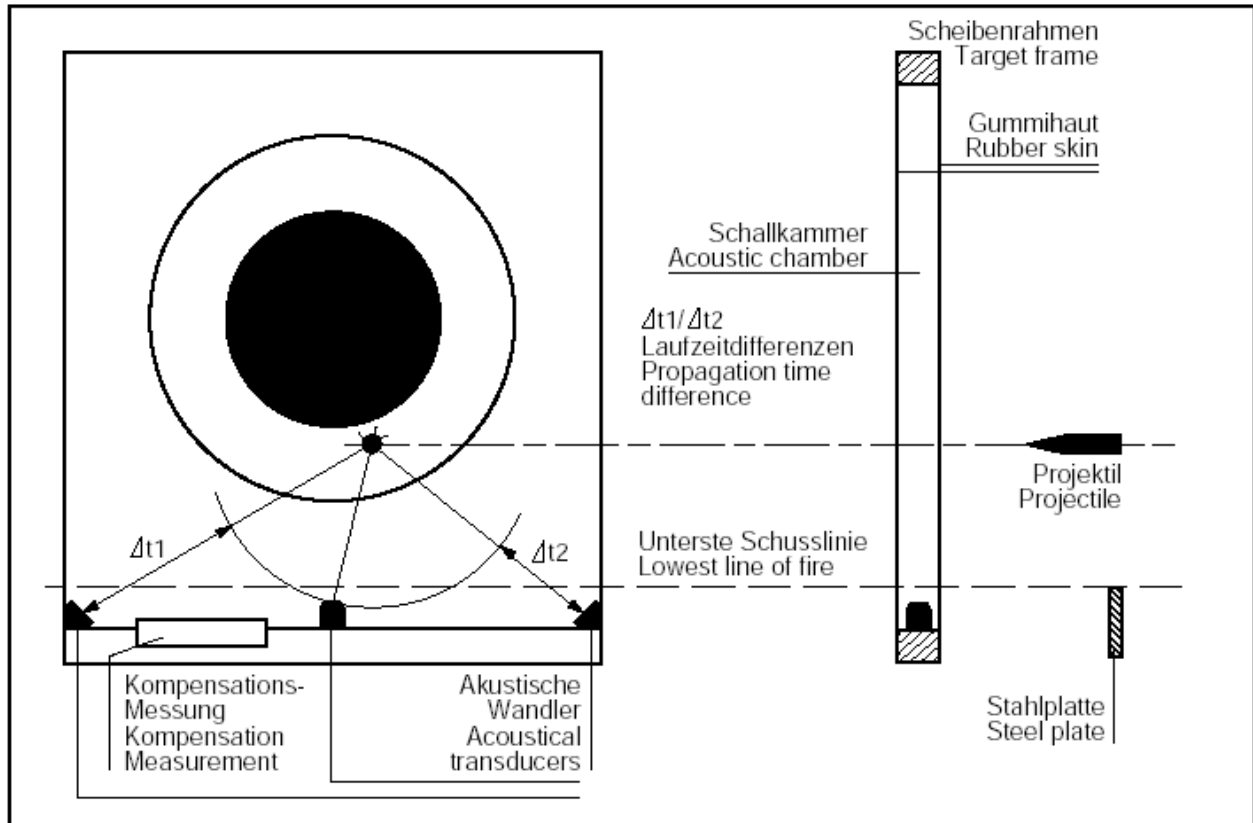 Scheibenrahmen
Target frame
Gummihaut
Rubber skin
Schallkammer
Acoustic chamber
Δt1/Δt2
Laufzeitdifferenzen
Propagation time
difference
Projektil
Projectile
Δt1
Δt2
Unterste Schusslinie
Lowest line of fire
Kompensations-
Messung
Kompensation
Measurement
Akustische
Wandler
Acoustical
transducers
Stahlplatte
Steel plate